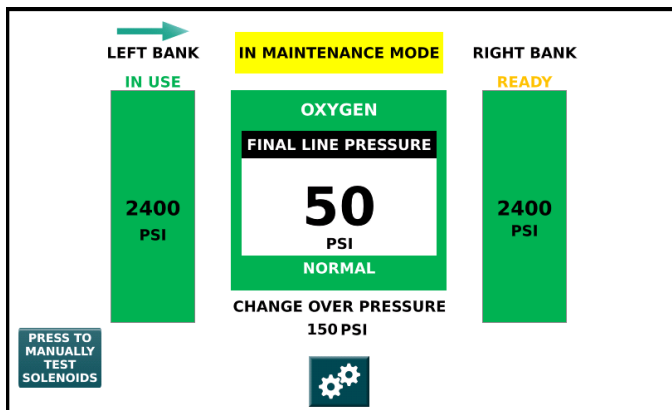 LEFT BANK
IN USE
2400
PSI
IN MAINTENANCE MODE
OXYGEN
FINAL LINE PRESSURE
50
PSI
NORMAL
CHANGE OVER PRESSURE
150 PSI
RIGHT BANK
READY
2400
PSI
PRESS TO
MANUALLY
TEST
SOLENOIDS